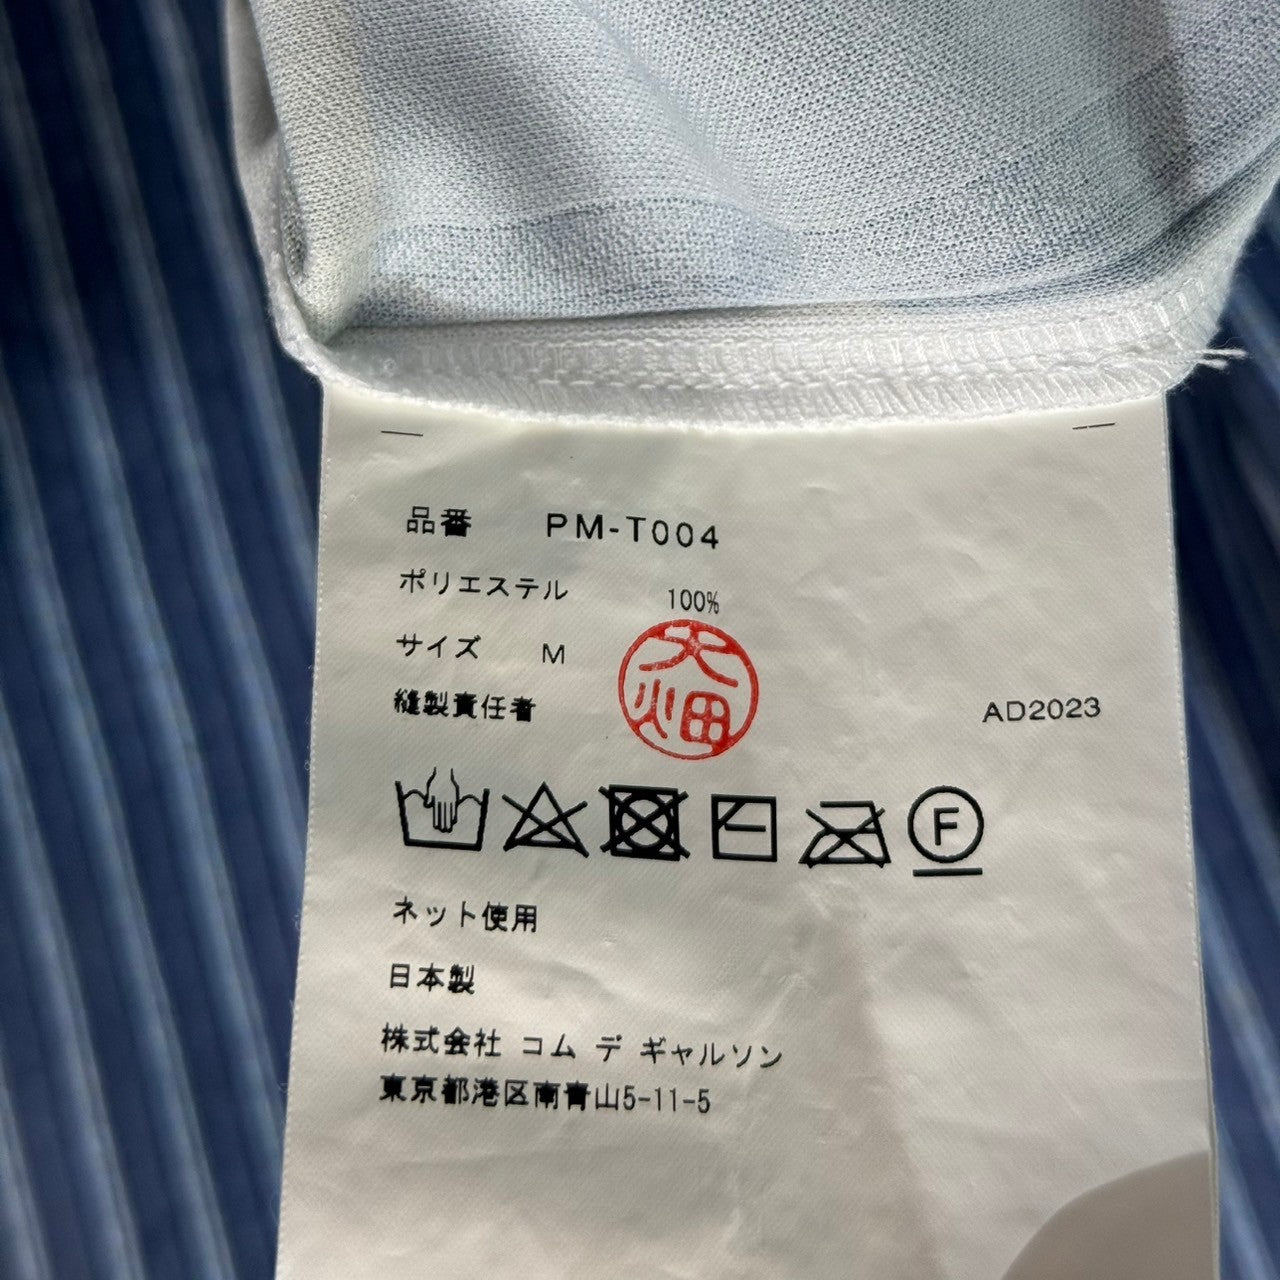 品番 PM-T004
ポリエステル 100%
サイズ M
縫製責任者 大畑 AD2023
F
ネット使用
日本製
株式会社 コム デ ギャルソン
東京都港区南青山5-11-5